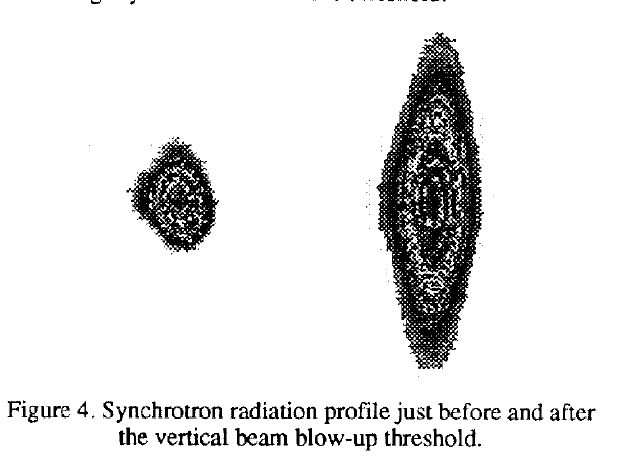 Figure 4. Synchrotron radiation profile just before and after
the vertical beam blow-up threshold.